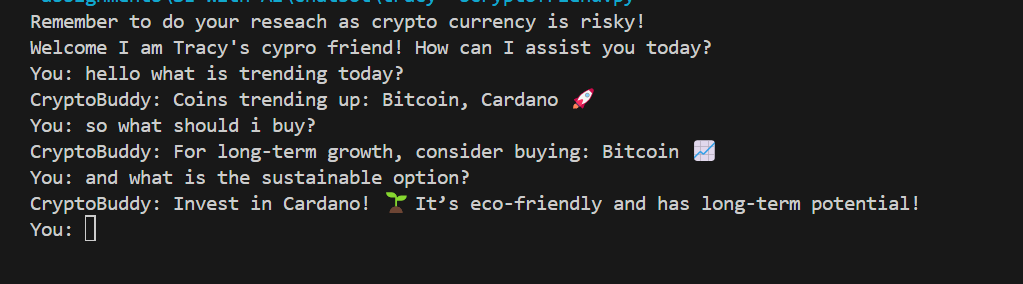 Remember to do your reseach as crypto currency is risky!
Welcome I am Tracy's cypro friend! How can I assist you today?
You: hello what is trending today?
CryptoBuddy: Coins trending up: Bitcoin, Cardano 🚀
You: so what should i buy?
CryptoBuddy: For long-term growth, consider buying: Bitcoin 📈
You: and what is the sustainable option?
CryptoBuddy: Invest in Cardano! 🌱 It’s eco-friendly and has long-term potential!
You: